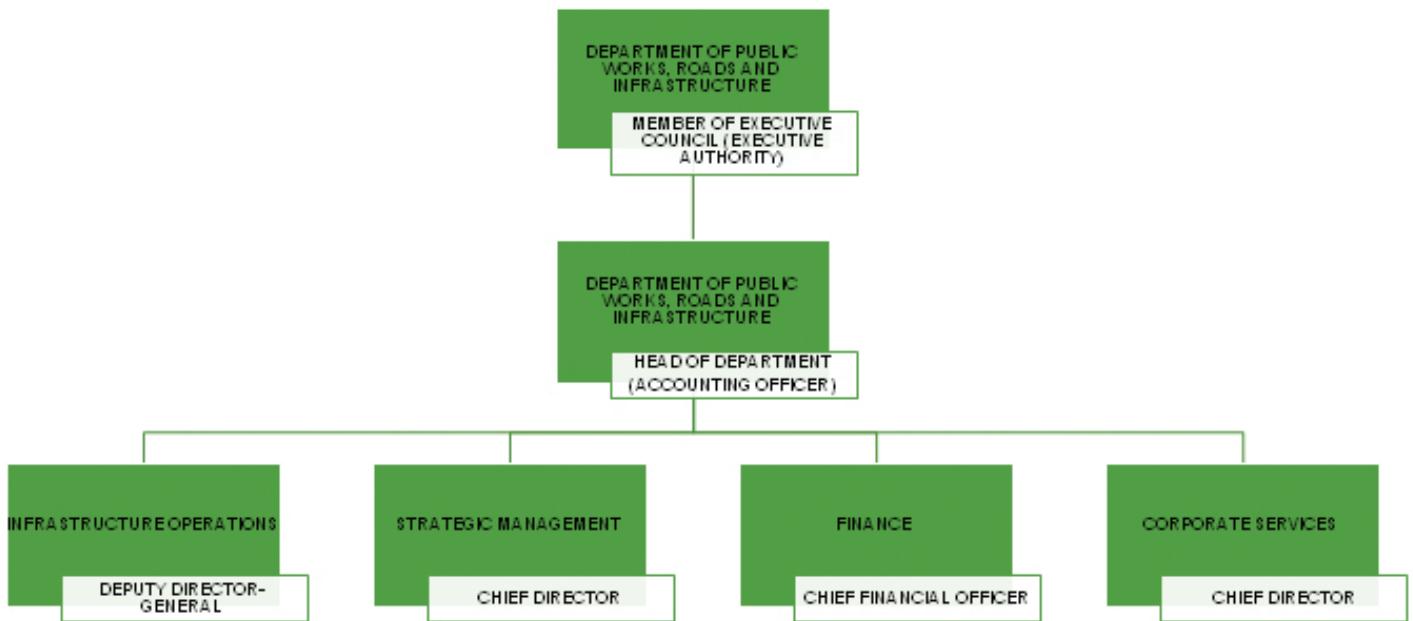 DEPARTMENT OF PUBLIC
WORKS, ROADS AND
INFRASTRUCTURE
MEMBER OF EXECUTIVE
COUNCIL (EXECUTIVE
AUTHORITY)
DEPARTMENT OF PUBLIC
WORKS, ROADS AND
INFRASTRUCTURE
HEAD OF DEPARTMENT
(ACCOUNTING OFFICER)
INFRASTRUCTURE OPERATIONS
DEPUTY DIRECTOR-
GENERAL
STRATEGIC MANAGEMENT
CHIEF DIRECTOR
FINANCE
CHIEF FINANCIAL OFFICER
CORPORATE SERVICES
CHIEF DIRECTOR